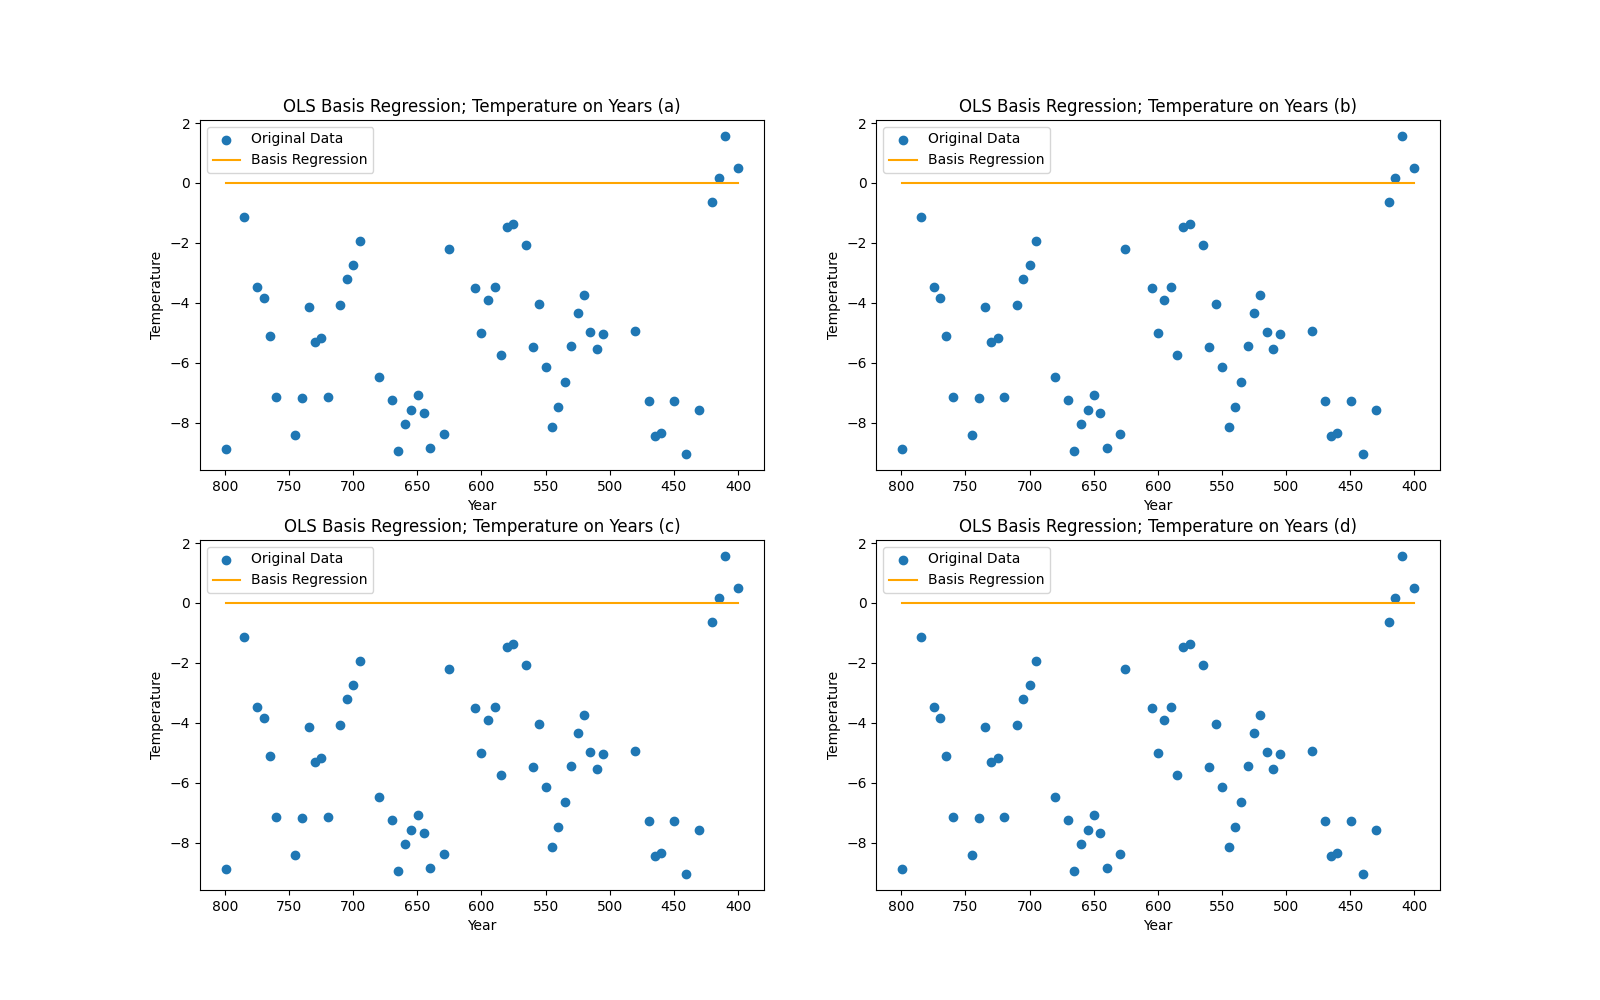 OLS Basis Regression; Temperature on Years (a)
Original Data
Basis Regression
2
0
−2
−4
−6
−8
Temperature
800 750 700 650 600 550 500 450 400
Year
OLS Basis Regression; Temperature on Years (b)
Original Data
Basis Regression
2
0
−2
−4
−6
−8
Temperature
800 750 700 650 600 550 500 450 400
Year
OLS Basis Regression; Temperature on Years (c)
Original Data
Basis Regression
2
0
−2
−4
−6
−8
Temperature
800 750 700 650 600 550 500 450 400
Year
OLS Basis Regression; Temperature on Years (d)
Original Data
Basis Regression
2
0
−2
−4
−6
−8
Temperature
800 750 700 650 600 550 500 450 400
Year